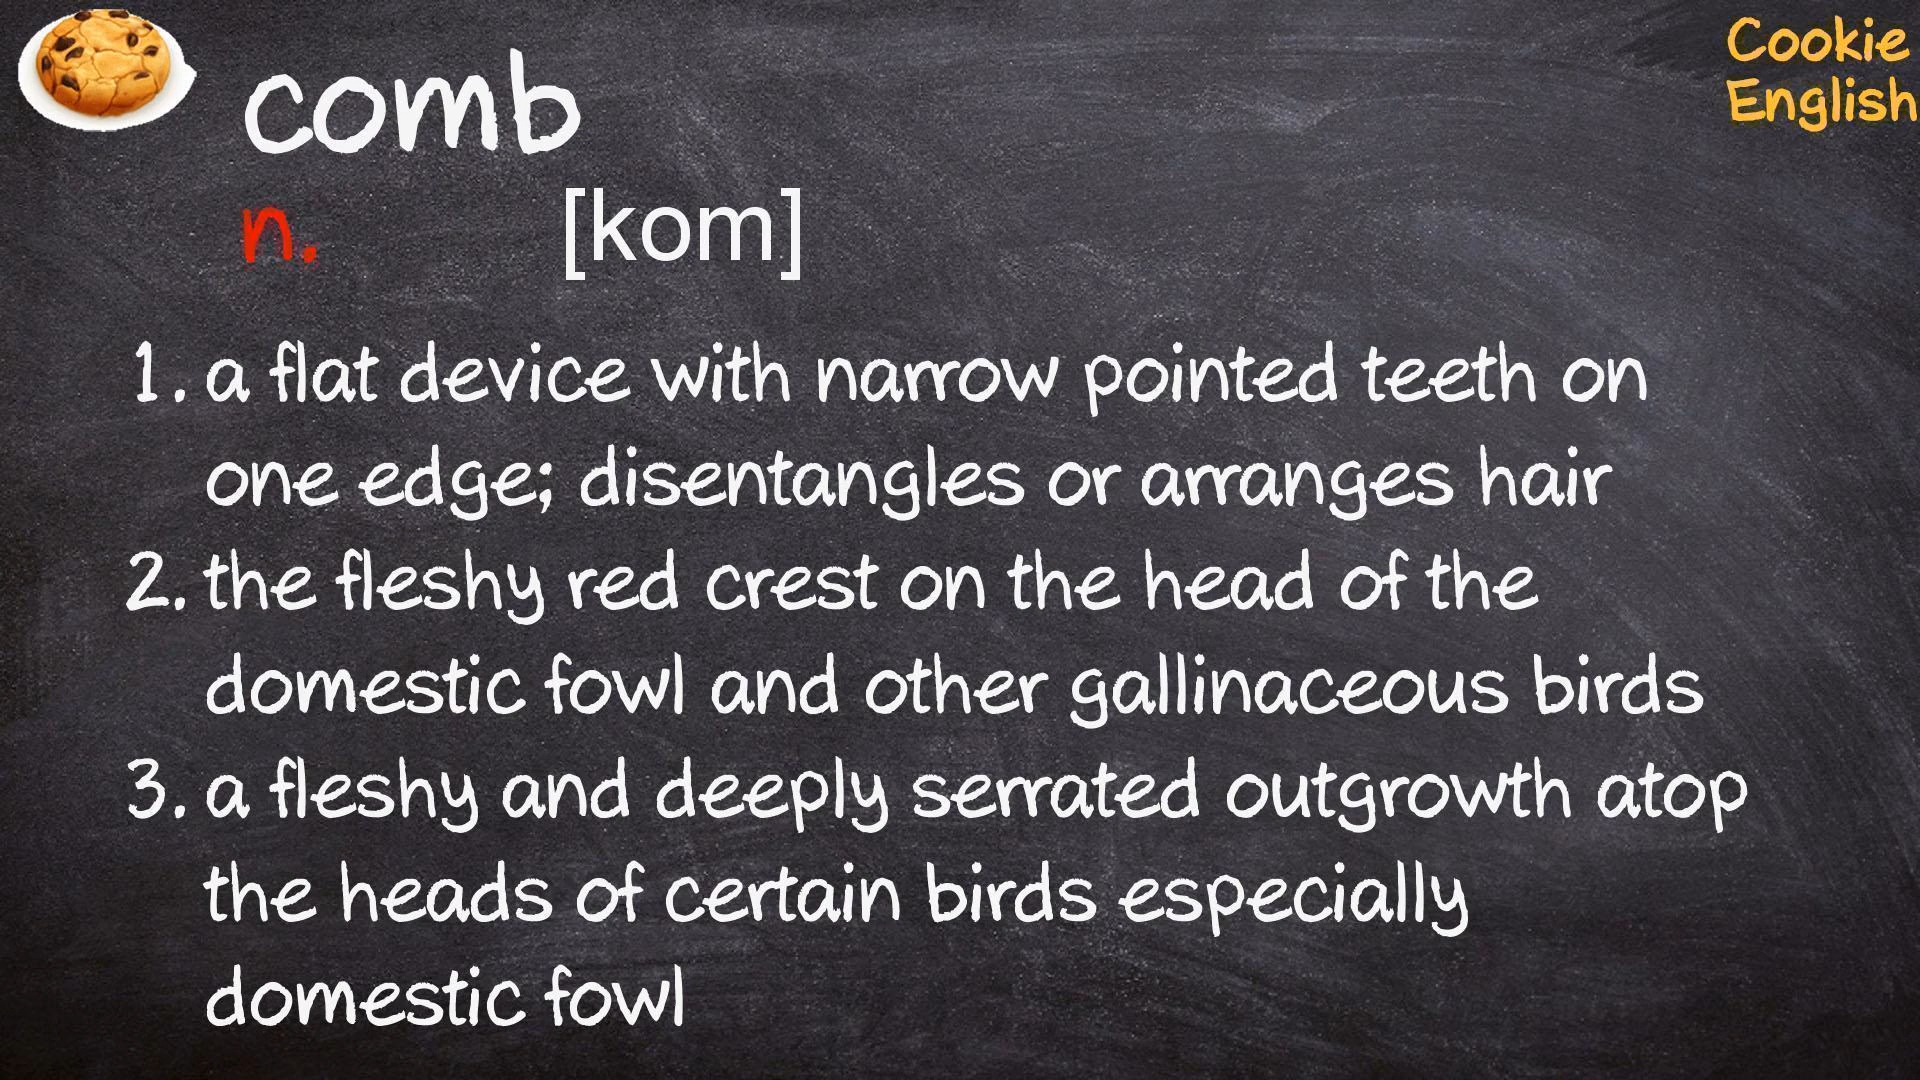 comb
Cookie
English
n. [kom]
1. a flat device with narrow pointed teeth on
one edge; disentangles or arranges hair
2. the fleshy red crest on the head of the
domestic fowl and other gallinaceous birds
3. a fleshy and deeply serrated outgrowth atop
the heads of certain birds especially
domestic fowl